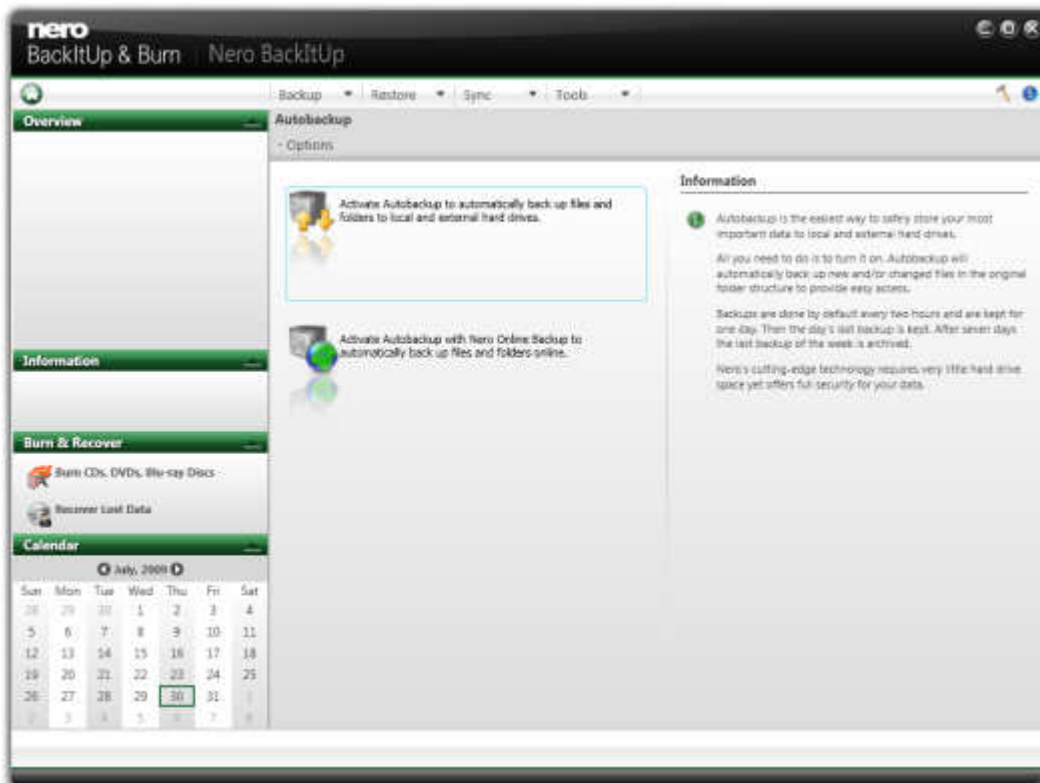 nero
BackItUp & Burn | Nero BackItUp
Backup Restore Sync Tools
Overview
Autobackup
- Options
Activate Autobackup to automatically back up files and
folders to local and external hard drives.
Activate Autobackup with Nero Online Backup to
automatically back up files and folders online.
Information
Autobackup is the easiest way to safely store your most
important data to local and external hard drives.
All you need to do is to turn it on. Autobackup will
automatically back up new and/or changed files in the original
folder structure to provide easy access.
Backups are done by default every two hours and are kept for
one day. Then the day's last backup is kept. After seven days
the last backup of the week is archived.
Nero's cutting-edge technology requires very little hard drive
space yet offers full security for your data.
Information
Burn & Recover
Burn CDs, DVDs, Blu-ray Discs
Recover Lost Data
Calendar
July, 2009
Sun Mon Tue Wed Thu Fri Sat
28 29 30 1 2 3 4
5 6 7 8 9 10 11
12 13 14 15 16 17 18
19 20 21 22 23 24 25
26 27 28 29 30 31 1
2 3 4 5 6 7 8